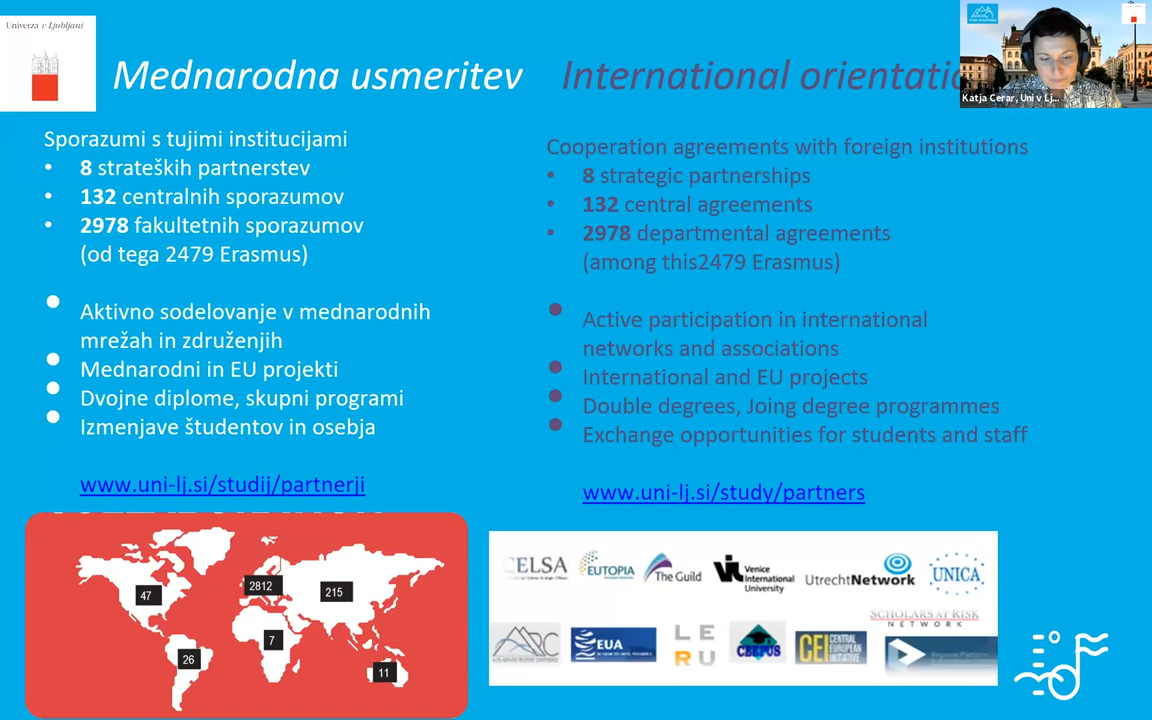 Univerza v Ljubljani
Mednarodna usmeritev
International orientatio
Katja Cerar, Uni v Lj...
Sporazumi s tujimi institucijami
• 8 strateških partnerstev
• 132 centralnih sporazumov
• 2978 fakultetnih sporazumov
(od tega 2479 Erasmus)
• Aktivno sodelovanje v mednarodnih
mrežah in združenjih
• Mednarodni in EU projekti
• Dvojne diplome, skupni programi
• Izmenjave študentov in osebja
www.uni-lj.si/studij/partnerji
Cooperation agreements with foreign institutions
• 8 strategic partnerships
• 132 central agreements
• 2978 departmental agreements
(among this2479 Erasmus)
• Active participation in international
networks and associations
• International and EU projects
• Double degrees, Joing degree programmes
• Exchange opportunities for students and staff
www.uni-lj.si/study/partners
47
2812
215
7
26
11
CELSA
EUTOPIA
The Guild
Venice
International
University
UtrechtNetwork
UNICA
SCHOLARS AT RISK
NETWORK
EUA
LE
RU
CEEPUS
CEI CENTRAL
EUROPEAN
INITIATIVE
Regional Platform